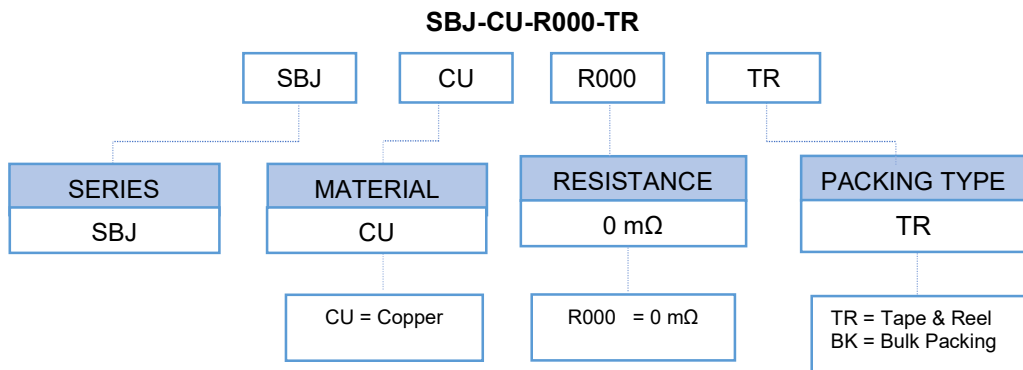 SBJ-CU-R000-TR
SBJ CU R000 TR
SERIES MATERIAL RESISTANCE PACKING TYPE
SBJ CU 0 mΩ TR
CU = Copper
R000 = 0 mΩ
TR = Tape & Reel
BK = Bulk Packing